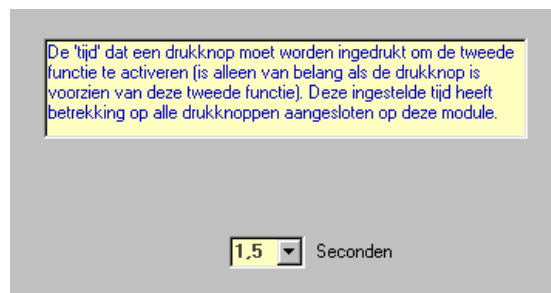 De 'tijd' dat een drukknop moet worden ingedrukt om de tweede
functie te activeren (is alleen van belang als de drukknop is
voorzien van deze tweede functie). Deze ingestelde tijd heeft
betrekking op alle drukknoppen aangesloten op deze module.
1,5 Seconden